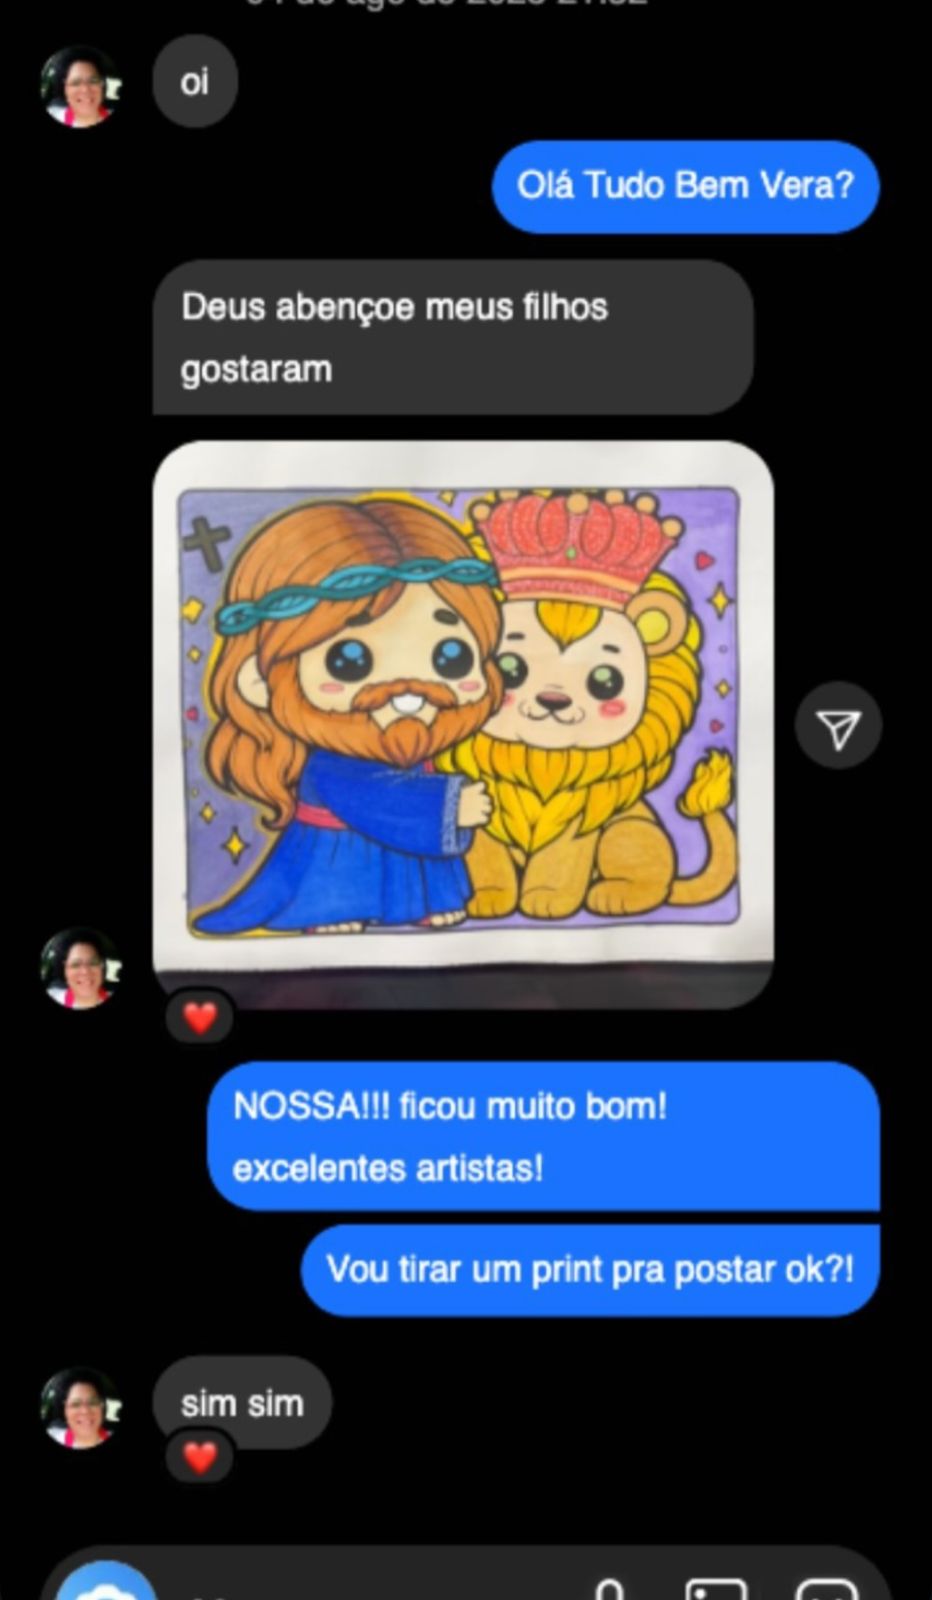 oi
Olá Tudo Bem Vera?
Deus abençoe meus filhos
gostaram
NOSSA!!! ficou muito bom!
excelentes artistas!
Vou tirar um print pra postar ok?!
sim sim